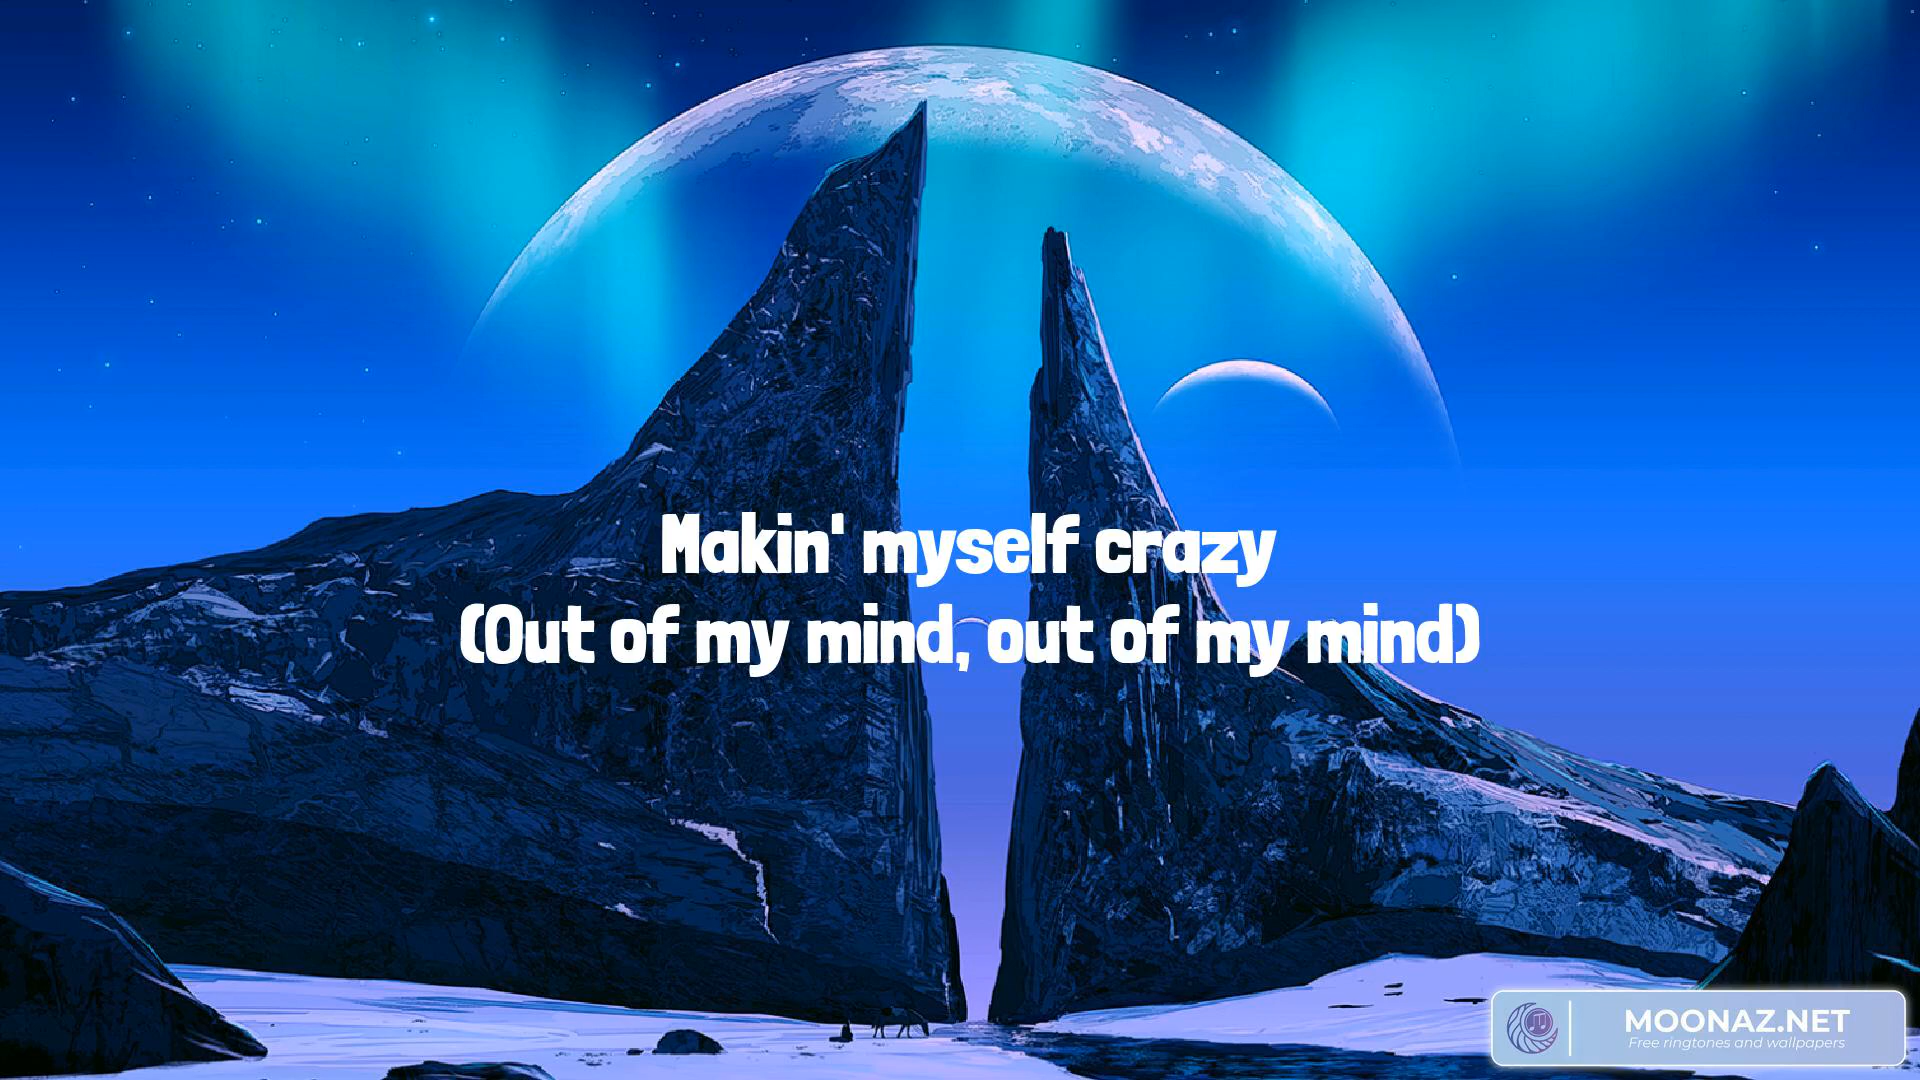 Makin' myself crazy
(Out of my mind, out of my mind)
MOONAZ.NET
Free ringtones and wallpapers